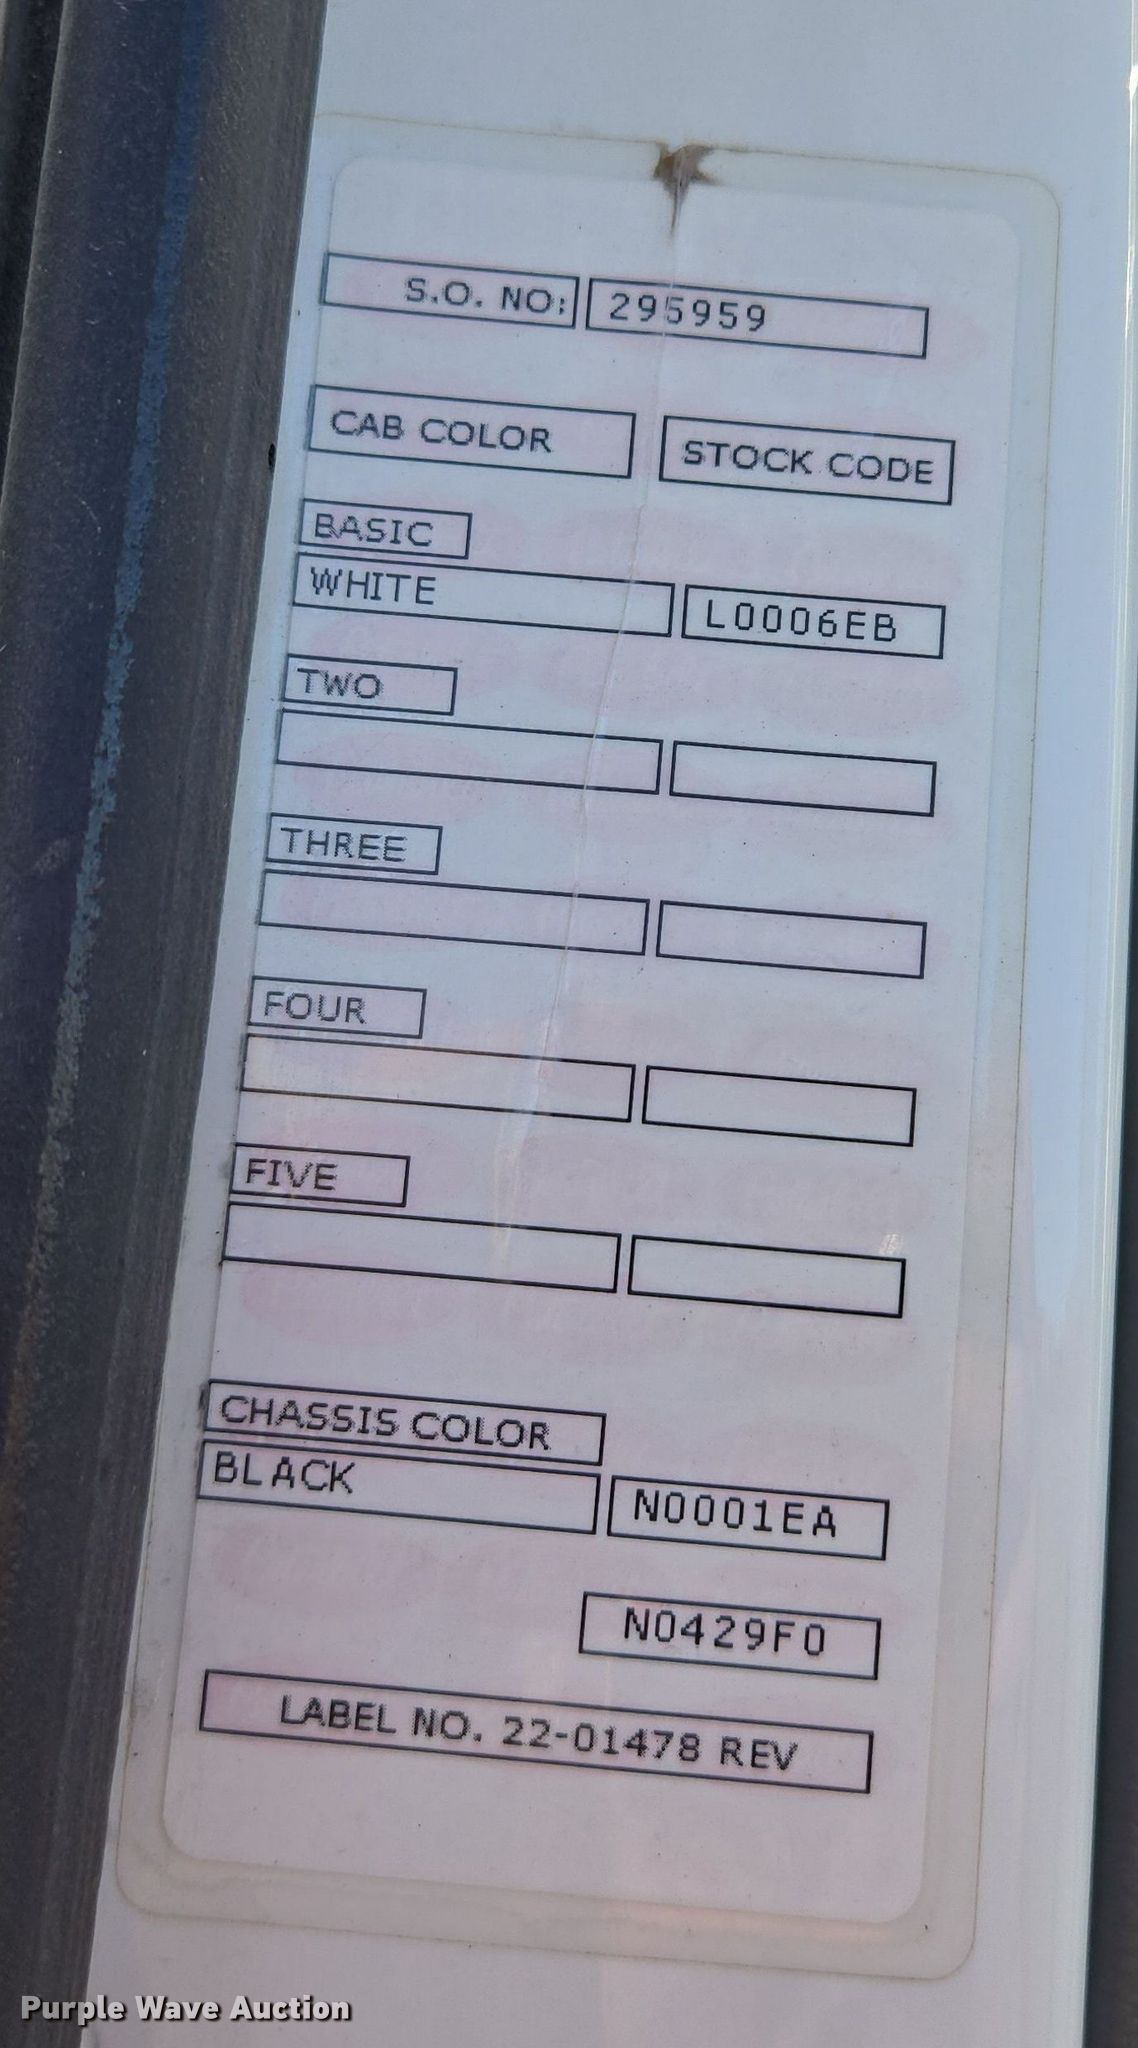 S.O. NO: 295959
CAB COLOR STOCK CODE
BASIC
WHITE L0006EB
TWO
THREE
FOUR
FIVE
CHASSIS COLOR
BLACK N0001EA
N0429F0
LABEL NO. 22-01478 REV
Purple Wave Auction